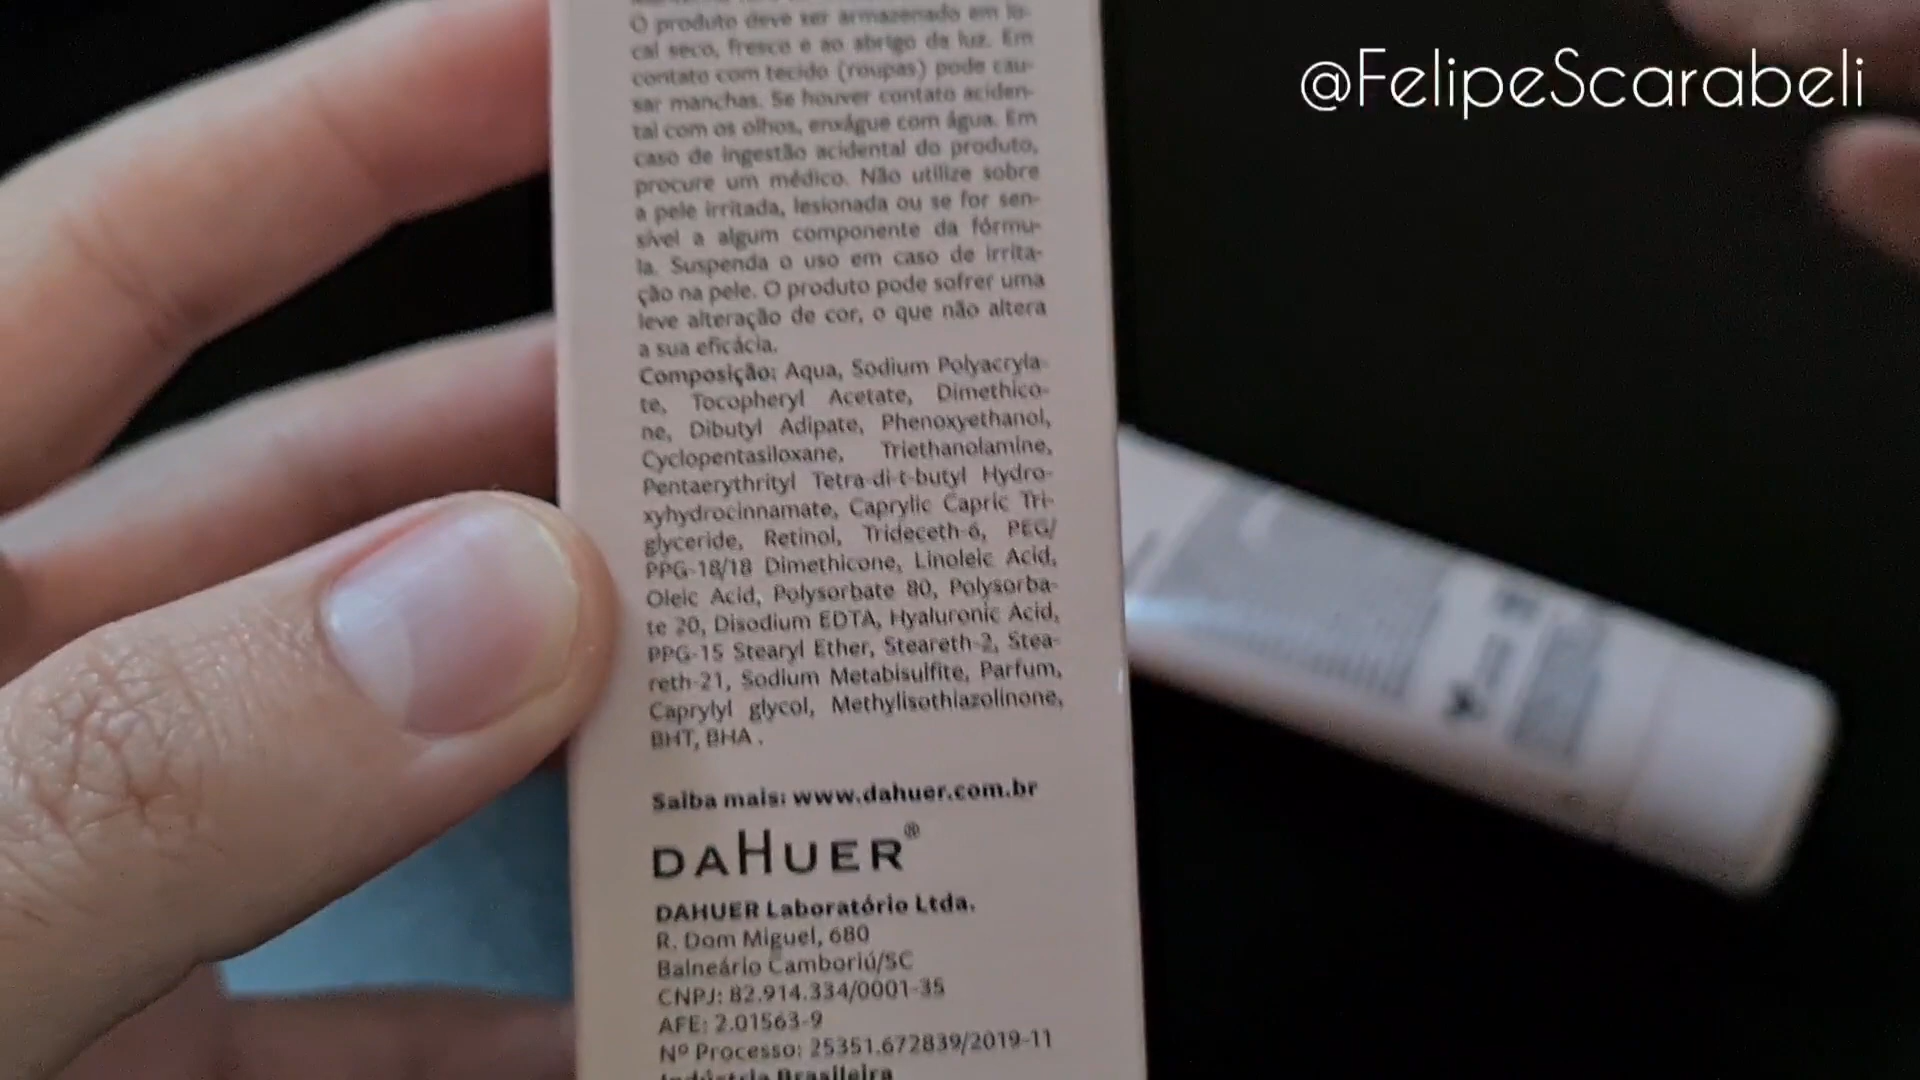 @FelipeScarabeli
O produto deve ser armazenado em lo-
cal seco, fresco e ao abrigo da luz. Em
contato com tecido (roupas) pode cau-
sar manchas. Se houver contato aciden-
tal com os olhos, enxágue com água. Em
caso de ingestão acidental do produto,
procure um médico. Não utilize sobre
a pele irritada, lesionada ou se for sen-
sível a algum componente da fórmu-
la. Suspenda o uso em caso de irrita-
ção na pele. O produto pode sofrer uma
leve alteração de cor, o que não altera
a sua eficácia.
Composição: Aqua, Sodium Polyacryla-
te, Tocopheryl Acetate, Dimethico-
ne, Dibutyl Adipate, Phenoxyethanol,
Cyclopentasiloxane, Triethanolamine,
Pentaerythrityl Tetra-di-t-butyl Hydro-
xyhydrocinnamate, Caprylic Capric Tri-
glyceride, Retinol, Trideceth-6, PEG/
PPG-18/18 Dimethicone, Linoleic Acid,
Oleic Acid, Polysorbate 80, Polysorba-
te 20, Disodium EDTA, Hyaluronic Acid,
PPG-15 Stearyl Ether, Steareth-2, Stea-
reth-21, Sodium Metabisulfite, Parfum,
Caprylyl glycol, Methylisothiazolinone,
BHT, BHA .
Saiba mais: www.dahuer.com.br
DAHUER®
DAHUER Laboratório Ltda.
R. Dom Miguel, 680
Balneário Camboriú/SC
CNPJ: 82.914.334/0001-35
AFE: 2.01563-9
Nº Processo: 25351.672839/2019-11
Indústria Brasileira